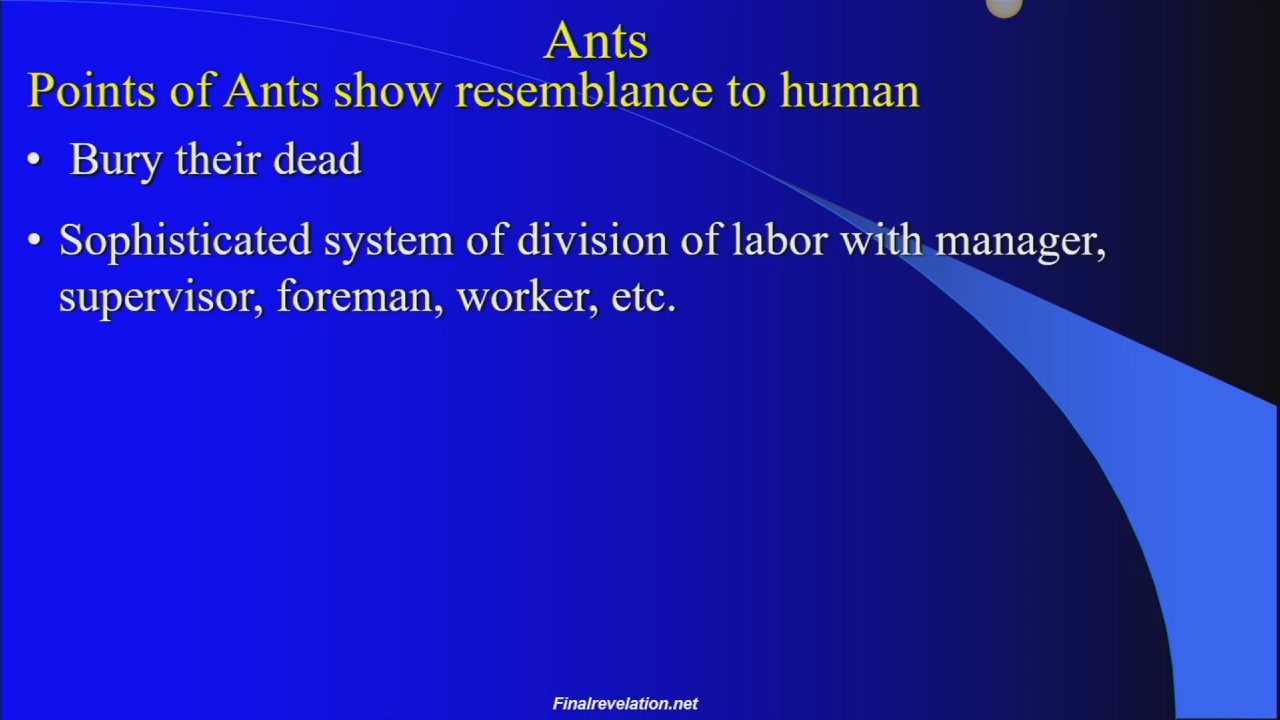 Ants
Points of Ants show resemblance to human
• Bury their dead
• Sophisticated system of division of labor with manager,
supervisor, foreman, worker, etc.
Finalrevelation.net